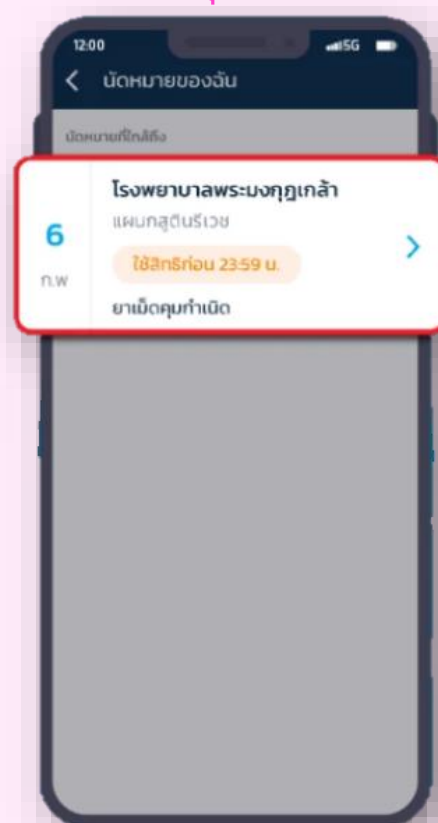 12:00
5G
นัดหมายของฉัน
นัดหมายที่ใกล้ถึง
โรงพยาบาลพระมงกุฎเกล้า
6
แผนกสูตินรีเวช
ใช้สิทธิก่อน 23:59 น.
ก.พ
ยาเม็ดคุมกำเนิด